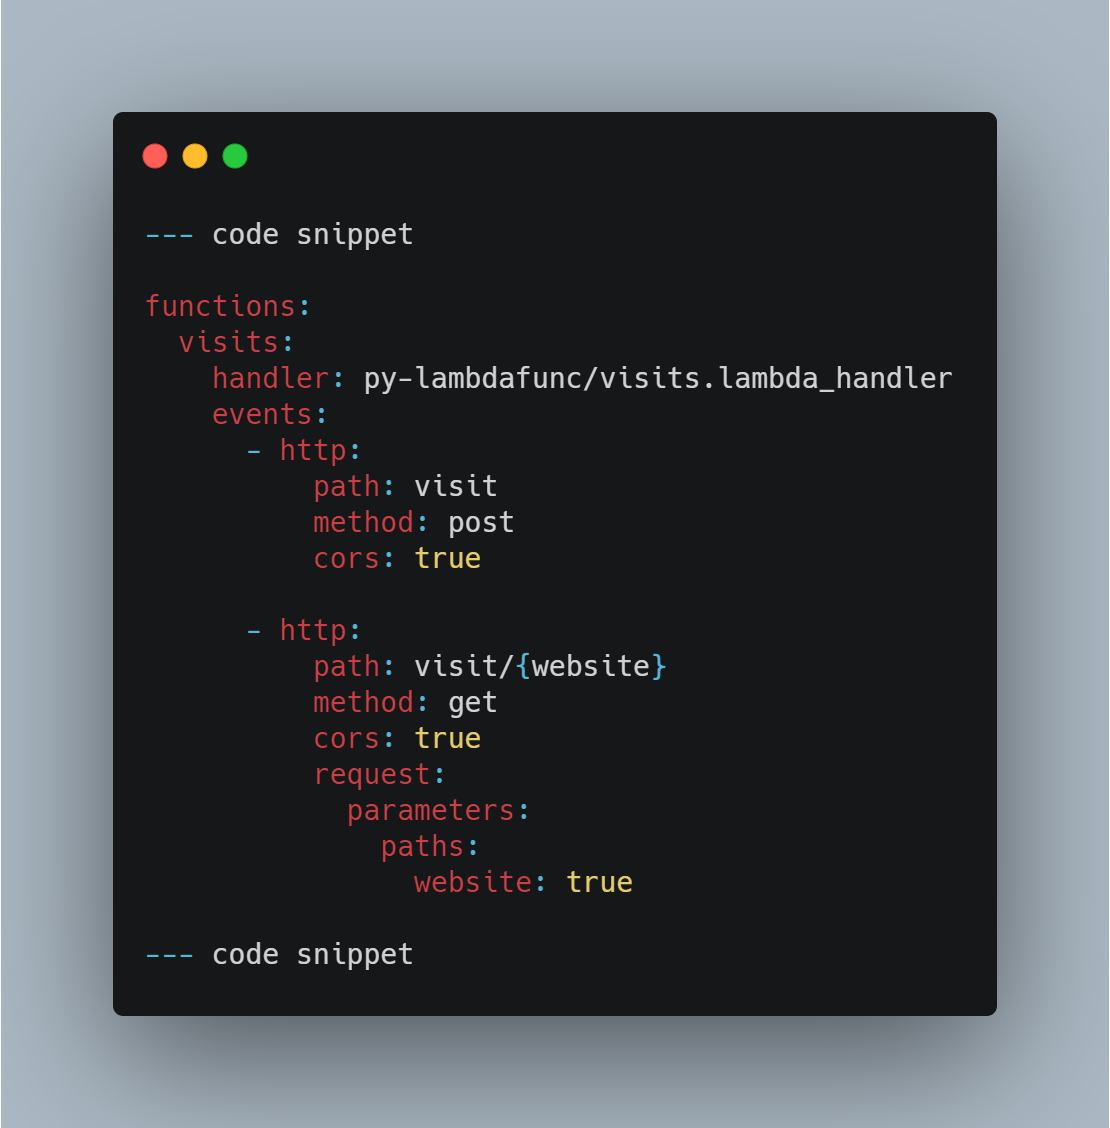 --- code snippet

functions:
  visits:
    handler: py-lambdafunc/visits.lambda_handler
    events:
      - http:
          path: visit
          method: post
          cors: true

      - http:
          path: visit/{website}
          method: get
          cors: true
          request:
            parameters:
              paths:
                website: true

--- code snippet